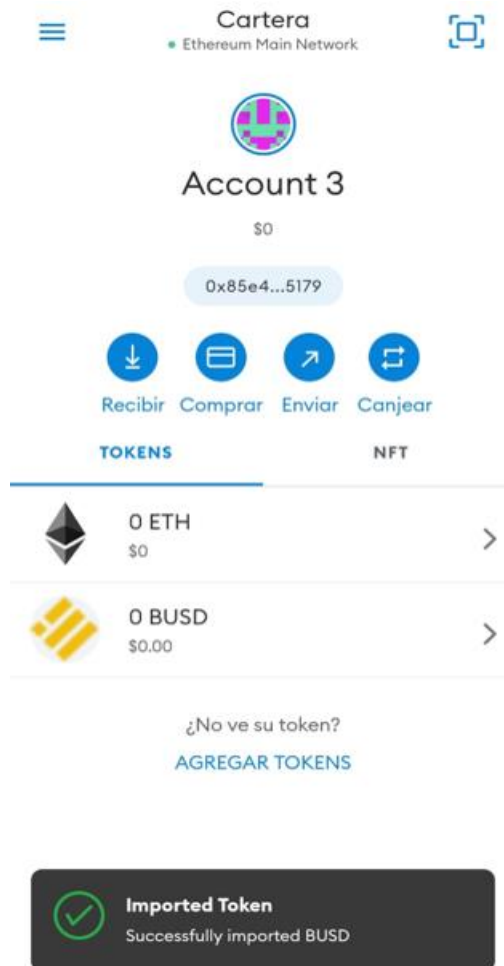 Cartera
Ethereum Main Network
Account 3
$0
0x85e4...5179
Recibir Comprar Enviar Canjear
TOKENS NFT
0 ETH
$0
0 BUSD
$0.00
¿No ve su token?
AGREGAR TOKENS
Imported Token
Successfully imported BUSD